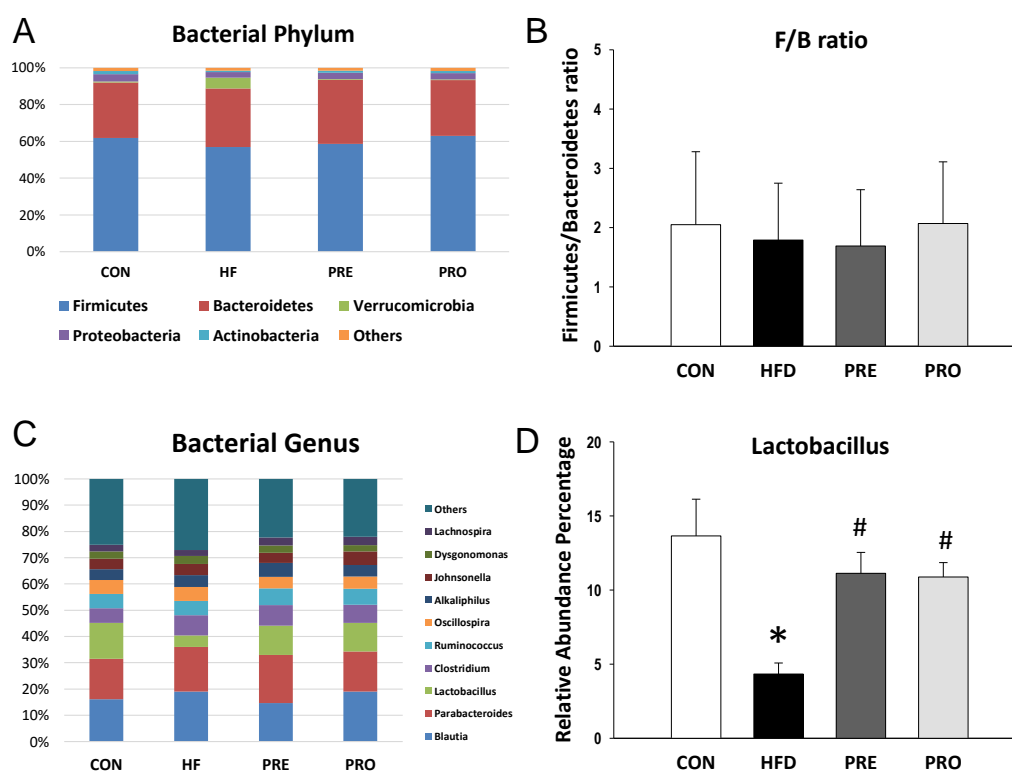 A
Bacterial Phylum
100%
80%
60%
40%
20%
0%
CON HF PRE PRO
Firmicutes Bacteroidetes Verrucomicrobia
Proteobacteria Actinobacteria Others
B
F/B ratio
Firmicutes/Bacteroidetes ratio
5
4
3
2
1
0
CON HFD PRE PRO
C
Bacterial Genus
100%
90%
80%
70%
60%
50%
40%
30%
20%
10%
0%
CON HF PRE PRO
Others
Lachnospira
Dysgonomonas
Johnsonella
Alkaliphilus
Oscillospira
Ruminococcus
Clostridium
Lactobacillus
Parabacteroides
Blautia
D
Lactobacillus
Relative Abundance Percentage
20
15
10
5
0
*
#
#
CON HFD PRE PRO